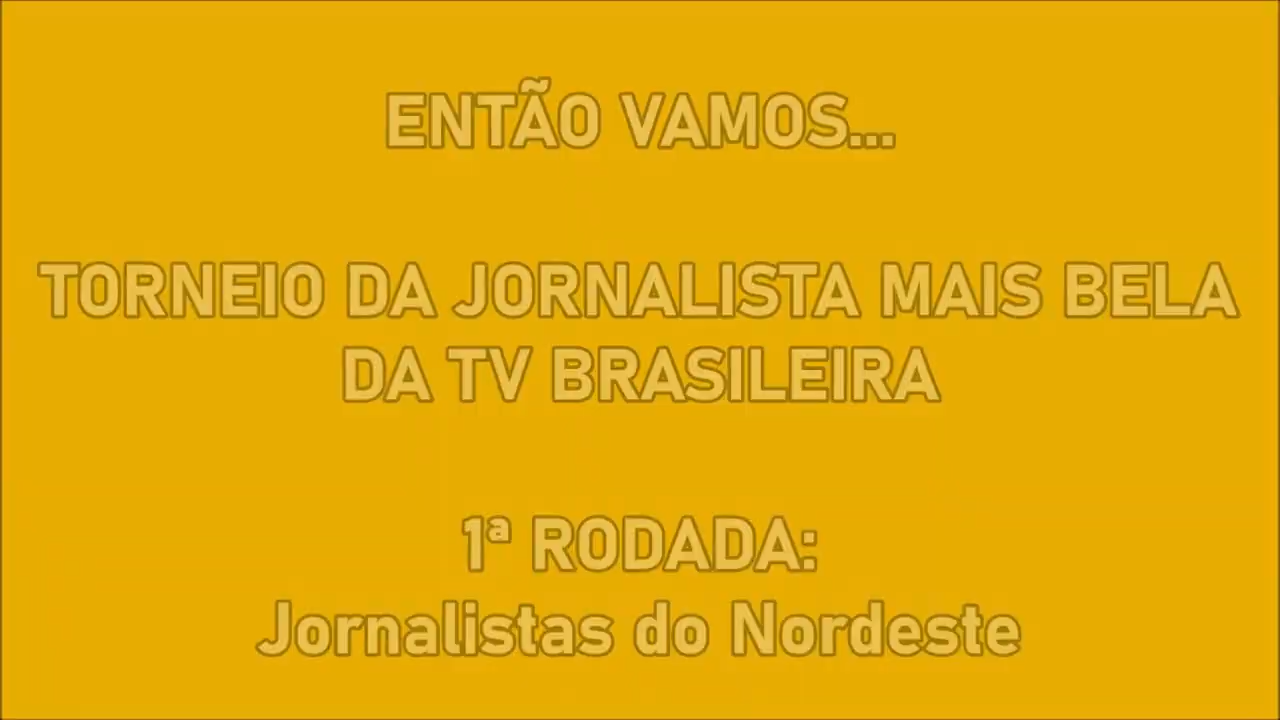 ENTÃO VAMOS...
TORNEIO DA JORNALISTA MAIS BELA
DA TV BRASILEIRA
1ª RODADA:
Jornalistas do Nordeste